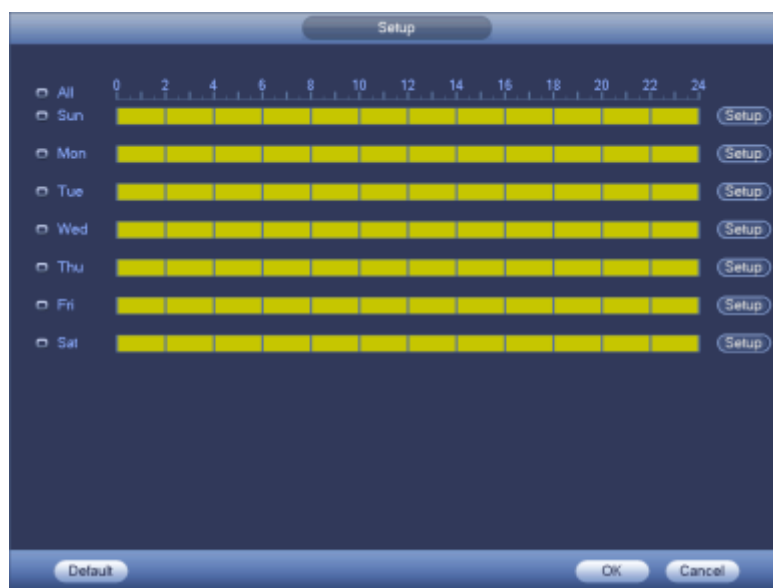 Setup
All 0 2 4 6 8 10 12 14 16 18 20 22 24
Sun Setup
Mon Setup
Tue Setup
Wed Setup
Thu Setup
Fri Setup
Sat Setup
Default OK Cancel